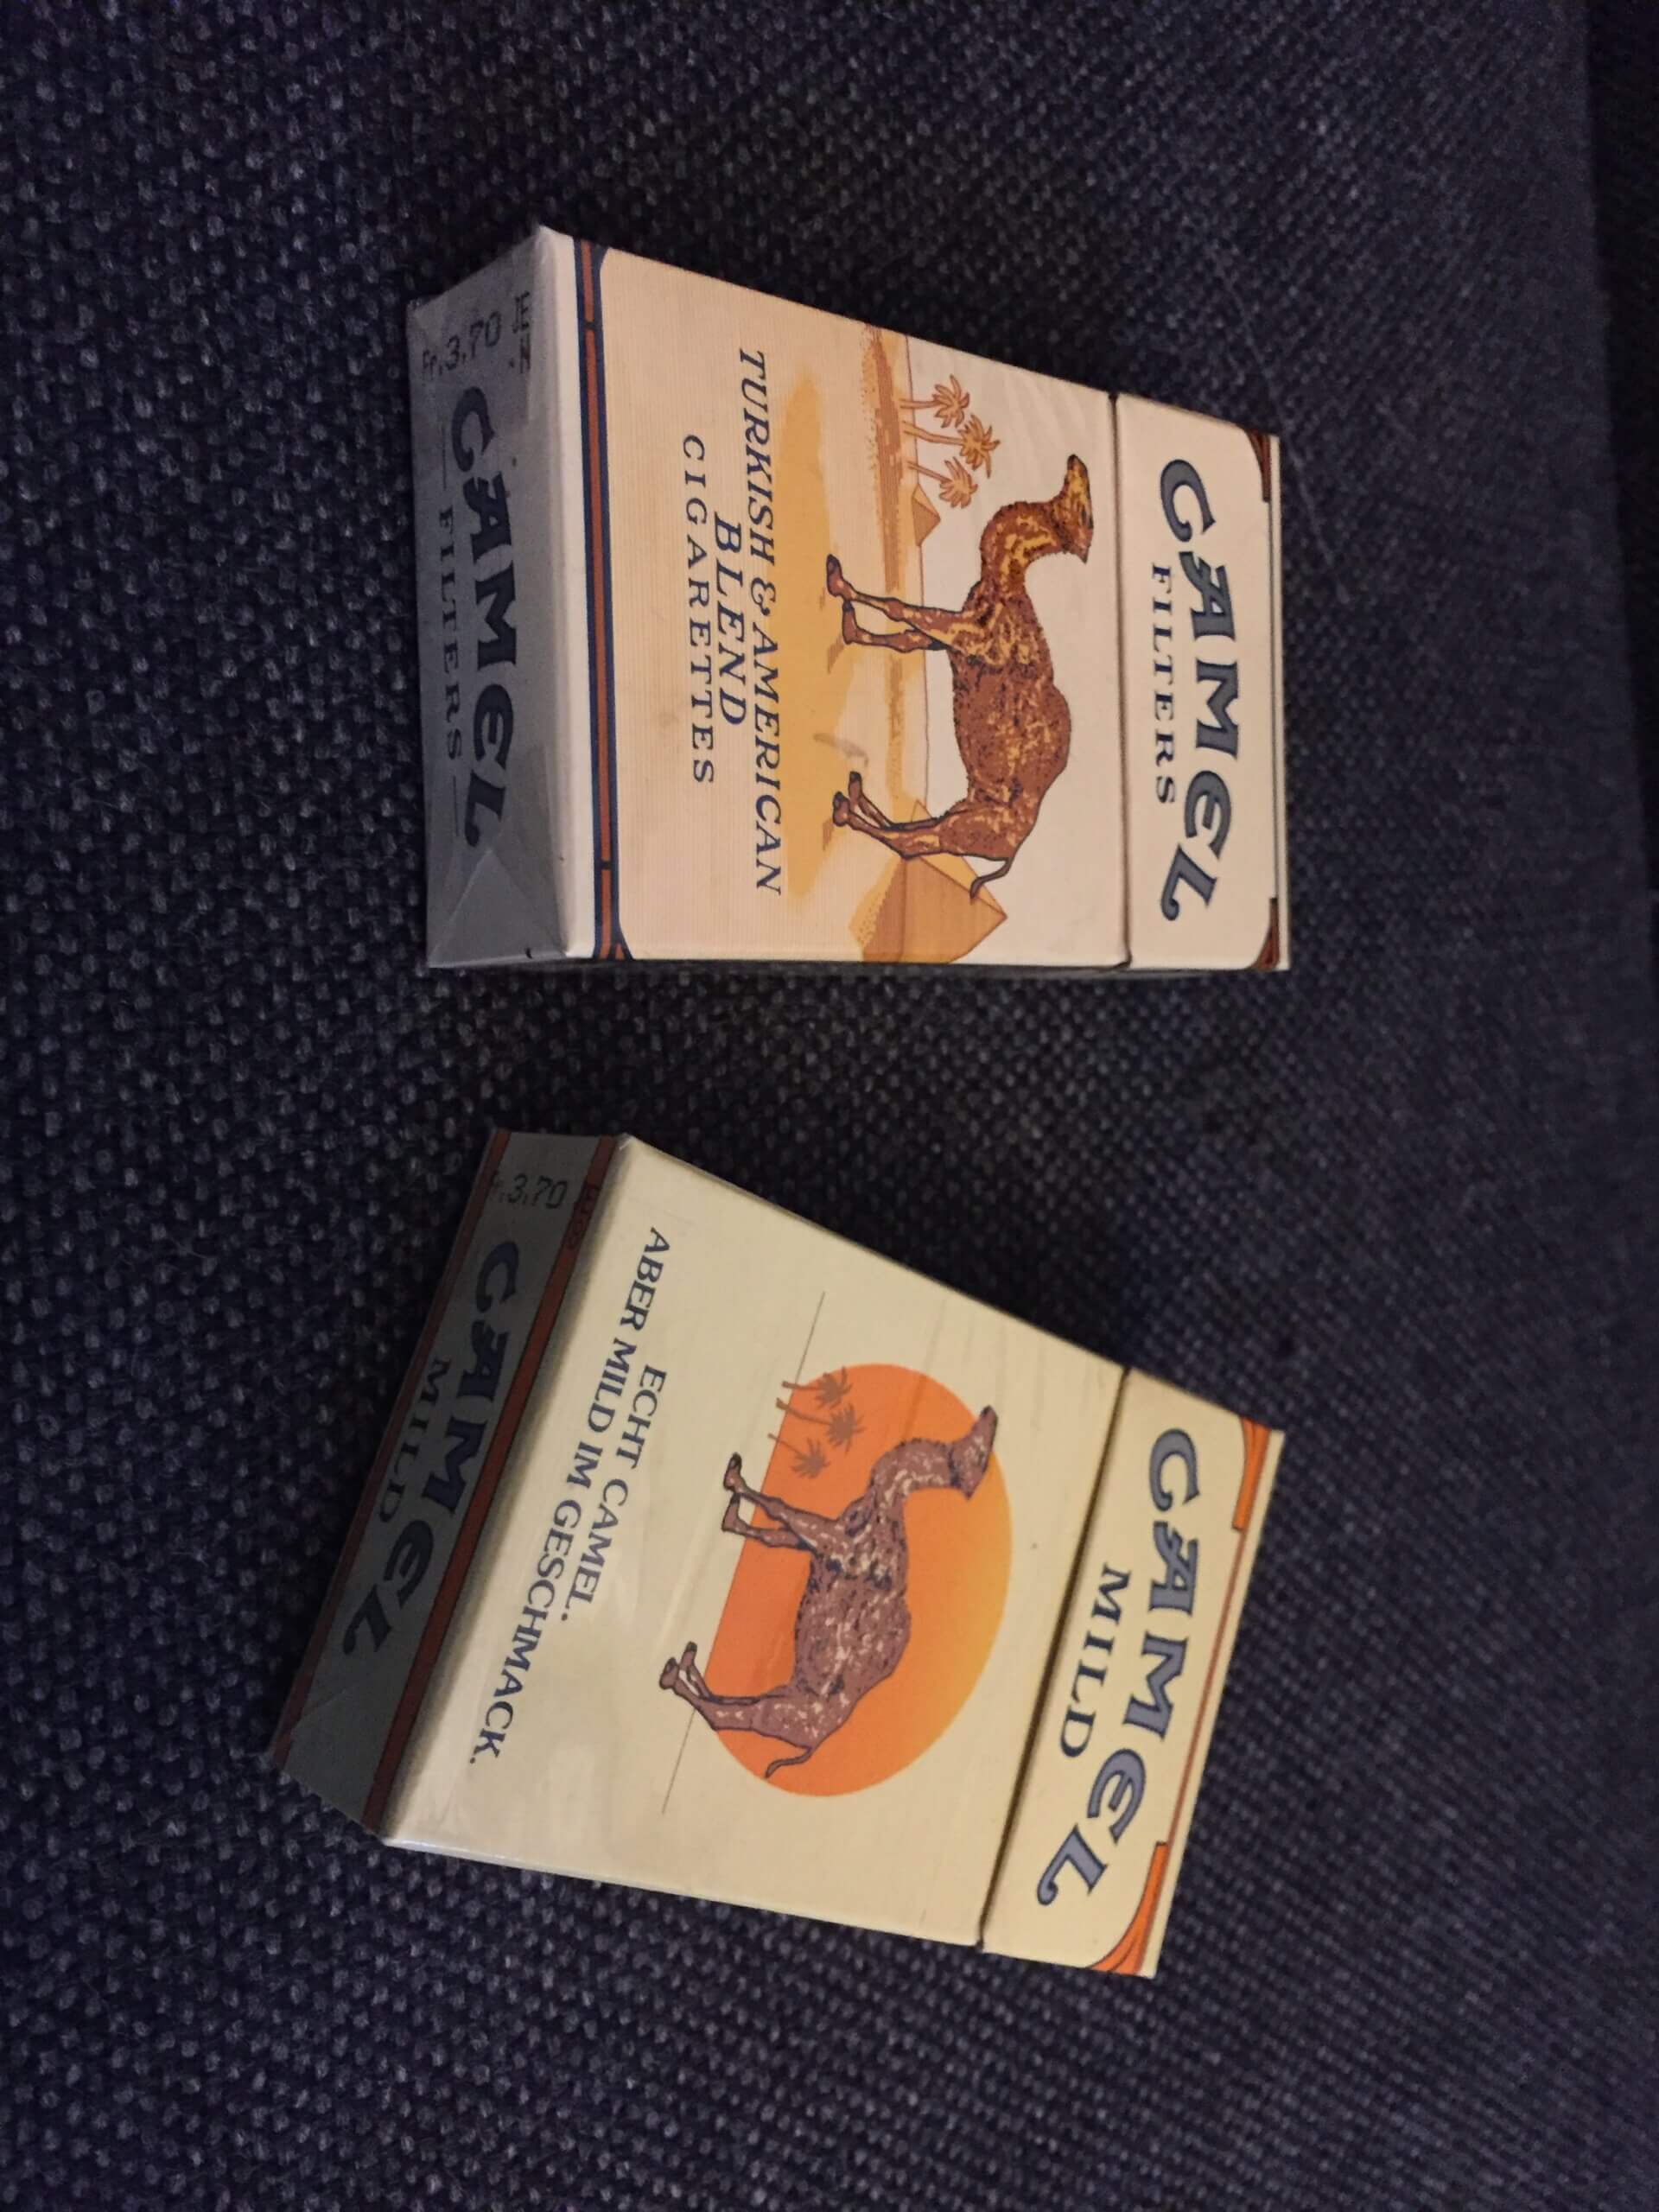 CAMEL
FILTERS
TURKISH & AMERICAN
BLEND
CIGARETTES
Fr.3.70
CAMEL
FILTERS
CAMEL
MILD
ECHT CAMEL.
ABER MILD IM GESCHMACK.
3.70
CAMEL
MILD